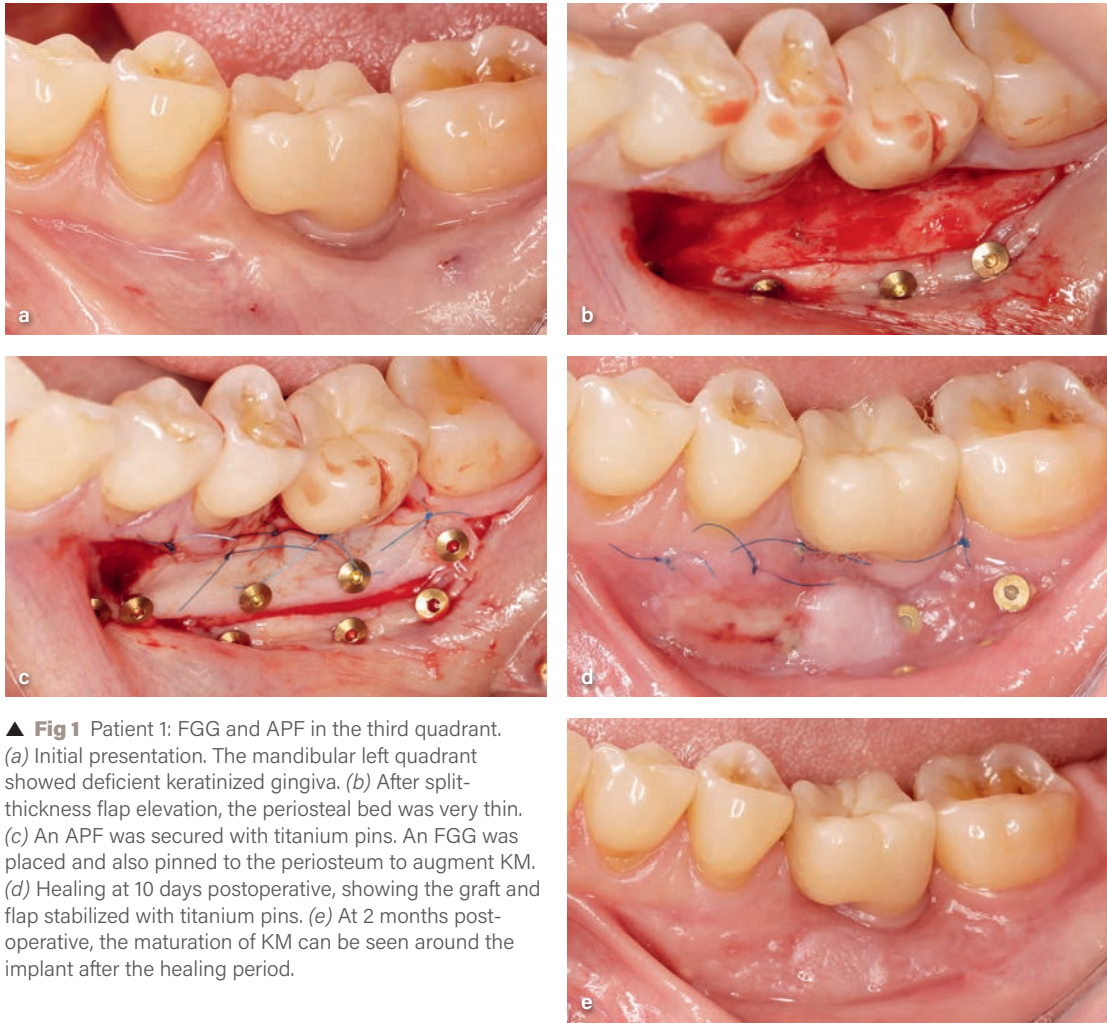 a
b
c
d
▲ Fig 1 Patient 1: FGG and APF in the third quadrant.
(a) Initial presentation. The mandibular left quadrant
showed deficient keratinized gingiva. (b) After split-
thickness flap elevation, the periosteal bed was very thin.
(c) An APF was secured with titanium pins. An FGG was
placed and also pinned to the periosteum to augment KM.
(d) Healing at 10 days postoperative, showing the graft and
flap stabilized with titanium pins. (e) At 2 months post-
operative, the maturation of KM can be seen around the
implant after the healing period.
e